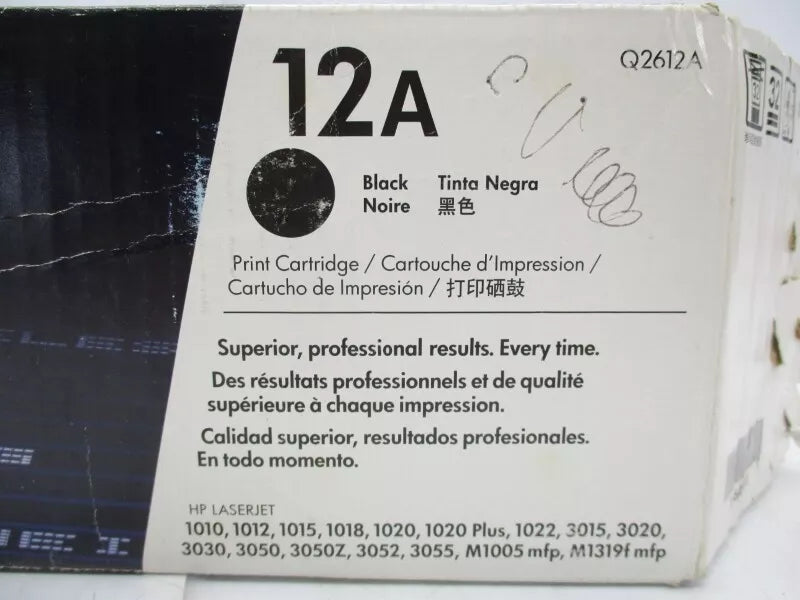 12A
Q2612A
Black Tinta Negra
Noire 黑色
Print Cartridge / Cartouche d'Impression /
Cartucho de Impresión / 打印硒鼓
Superior, professional results. Every time.
Des résultats professionnels et de qualité
supérieure à chaque impression.
Calidad superior, resultados profesionales.
En todo momento.
HP LASERJET
1010, 1012, 1015, 1018, 1020, 1020 Plus, 1022, 3015, 3020,
3030, 3050, 3050Z, 3052, 3055, M1005 mfp, M1319f mfp